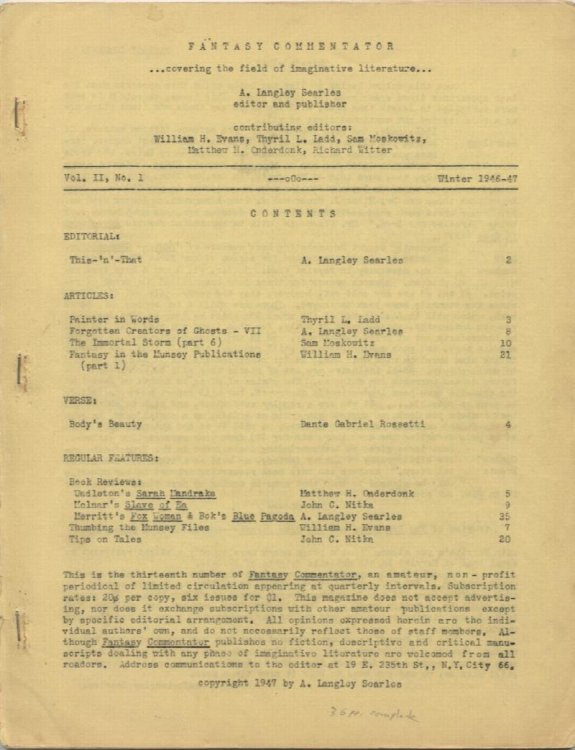 FANTASY COMMENTATOR
...covering the field of imaginative literature...
A. Langley Searles
editor and publisher
contributing editors:
William H. Evans, Thyril L. Ladd, Sam Moskowitz,
Matthew H. Onderdonk, Richard Witter
Vol. II, No. 1 ---oOo--- Winter 1946-47
CONTENTS
EDITORIAL:
This-'n'-That A. Langley Searles 2
ARTICLES:
Painter in Words Thyril L. Ladd 3
Forgotten Creators of Ghosts - VII A. Langley Searles 8
The Immortal Storm (part 6) Sam Moskowitz 10
Fantasy in the Munsey Publications William H. Evans 21
(part 1)
VERSE:
Body's Beauty Dante Gabriel Rossetti 4
REGULAR FEATURES:
Book Reviews:
Wadleton's Sarah Mandrake Matthew H. Onderdonk 5
Molnar's Slave of Ea John C. Nitka 9
Merritt's Fox Woman & Bok's Blue Pagoda A. Langley Searles 35
Thumbing the Munsey Files William H. Evans 7
Tips on Tales John C. Nitka 20
This is the thirteenth number of Fantasy Commentator, an amateur, non-profit
periodical of limited circulation appearing at quarterly intervals. Subscription
rates: 20¢ per copy, six issues for $1. This magazine does not accept advertis-
ing, nor does it exchange subscriptions with other amateur publications except
by specific editorial arrangement. All opinions expressed herein are the indi-
vidual authors' own, and do not necessarily reflect those of staff members. Al-
though Fantasy Commentator publishes no fiction, descriptive and critical manu-
scripts dealing with any phase of imaginative literature are welcomed from all
readers. Address communications to the editor at 19 E. 235th St., N.Y.City 66.
copyright 1947 by A. Langley Searles
36 pp. complete